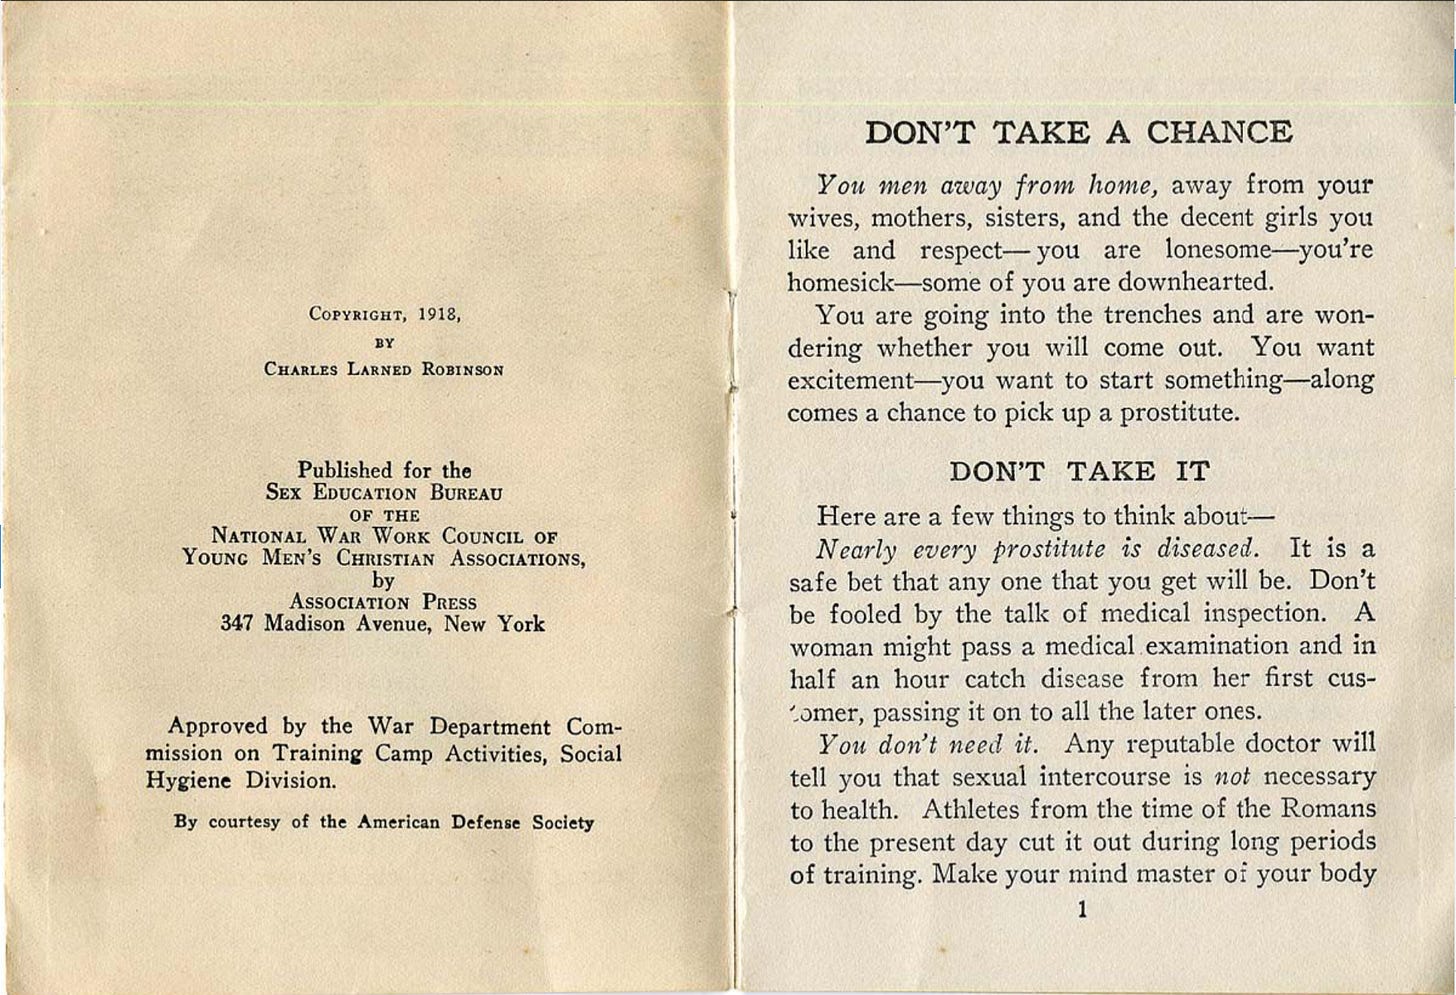 COPYRIGHT, 1918,
BY
CHARLES LARNED ROBINSON
Published for the
SEX EDUCATION BUREAU
OF THE
NATIONAL WAR WORK COUNCIL OF
YOUNG MEN'S CHRISTIAN ASSOCIATIONS,
by
ASSOCIATION PRESS
347 Madison Avenue, New York
Approved by the War Department Com-
mission on Training Camp Activities, Social
Hygiene Division.
By courtesy of the American Defense Society
DON'T TAKE A CHANCE
You men away from home, away from your
wives, mothers, sisters, and the decent girls you
like and respect—you are lonesome—you're
homesick—some of you are downhearted.
You are going into the trenches and are won-
dering whether you will come out. You want
excitement—you want to start something—along
comes a chance to pick up a prostitute.
DON'T TAKE IT
Here are a few things to think about—
Nearly every prostitute is diseased. It is a
safe bet that any one that you get will be. Don't
be fooled by the talk of medical inspection. A
woman might pass a medical examination and in
half an hour catch disease from her first cus-
tomer, passing it on to all the later ones.
You don't need it. Any reputable doctor will
tell you that sexual intercourse is not necessary
to health. Athletes from the time of the Romans
to the present day cut it out during long periods
of training. Make your mind master of your body
1